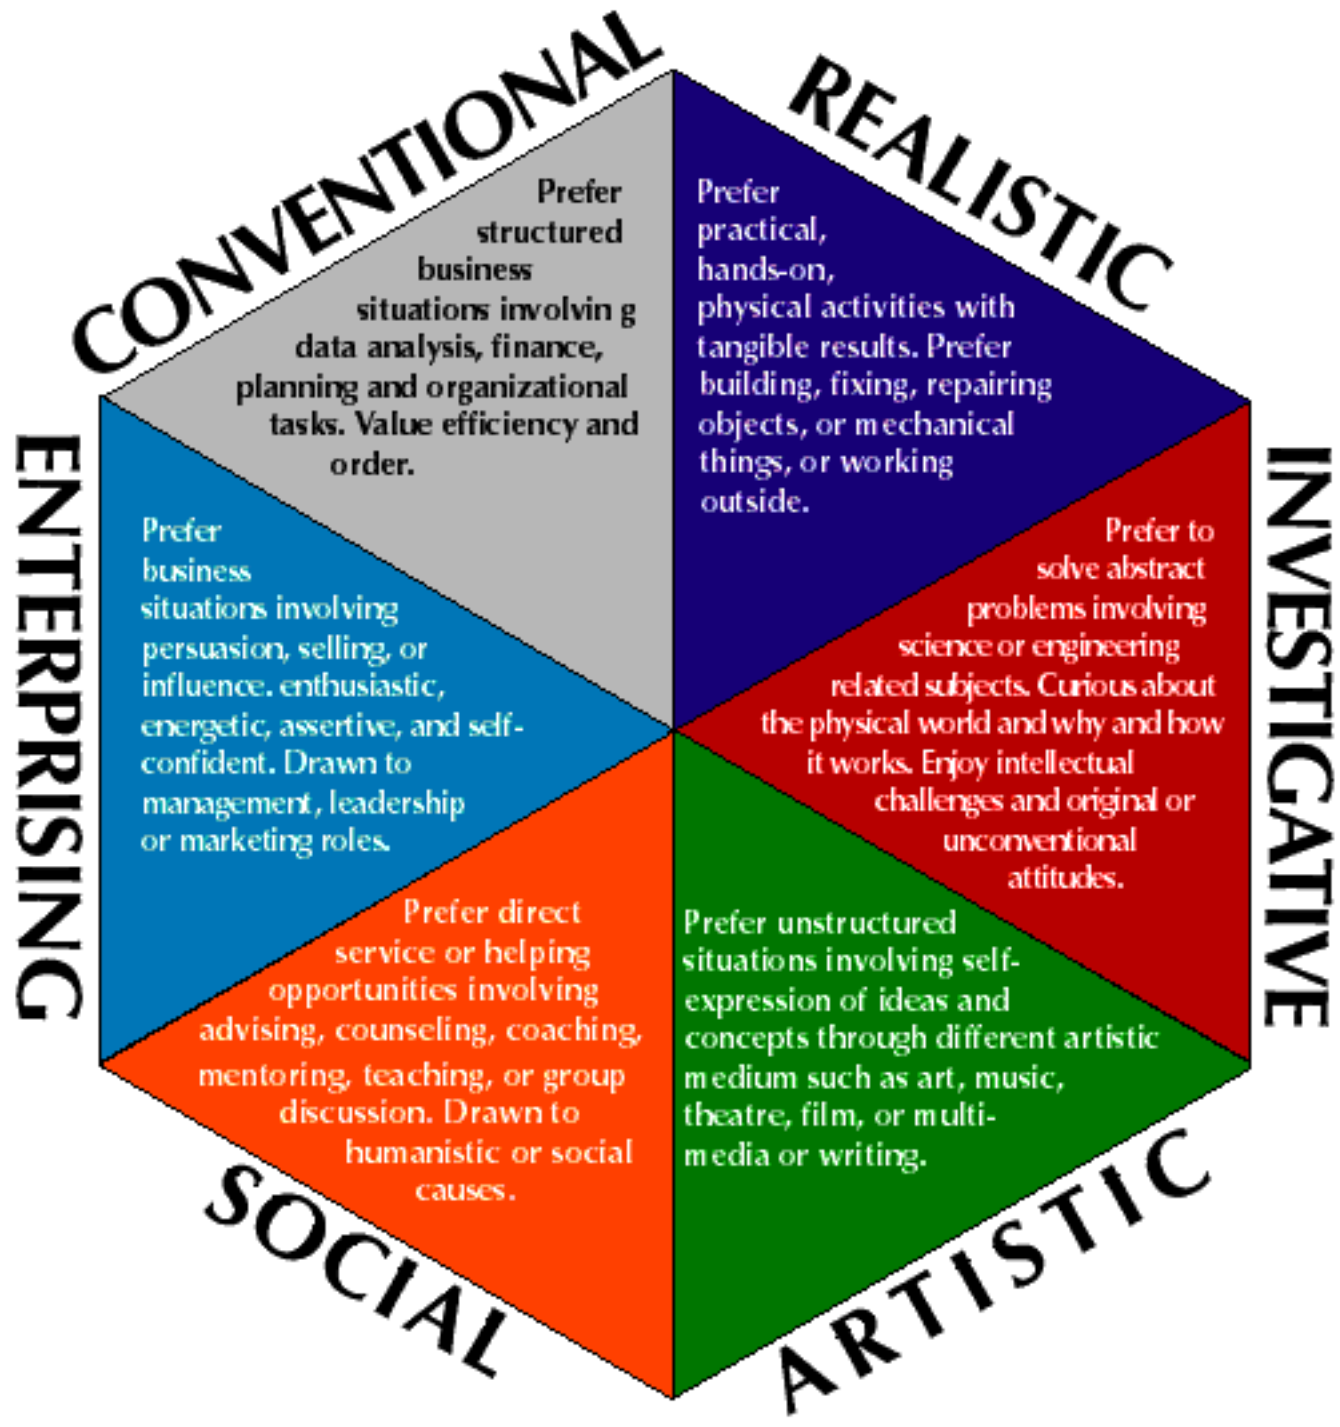 CONVENTIONAL
Prefer
structured
business
situations involvin g
data analysis, finance,
planning and organizational
tasks. Value efficiency and
order.
REALISTIC
Prefer
practical,
hands-on,
physical activities with
tangible results. Prefer
building, fixing, repairing
objects, or mechanical
things, or working
outside.
ENTERPRISING
Prefer
business
situations involving
persuasion, selling, or
influence. enthusiastic,
energetic, assertive, and self-
confident. Drawn to
management, leadership
or marketing roles.
INVESTIGATIVE
Prefer to
solve abstract
problems involving
science or engineering
related subjects. Curious about
the physical world and why and how
it works. Enjoy intellectual
challenges and original or
unconventional
attitudes.
SOCIAL
Prefer direct
service or helping
opportunities involving
advising, counseling, coaching,
mentoring, teaching, or group
discussion. Drawn to
humanistic or social
causes.
ARTISTIC
Prefer unstructured
situations involving self-
expression of ideas and
concepts through different artistic
medium such as art, music,
theatre, film, or multi-
media or writing.